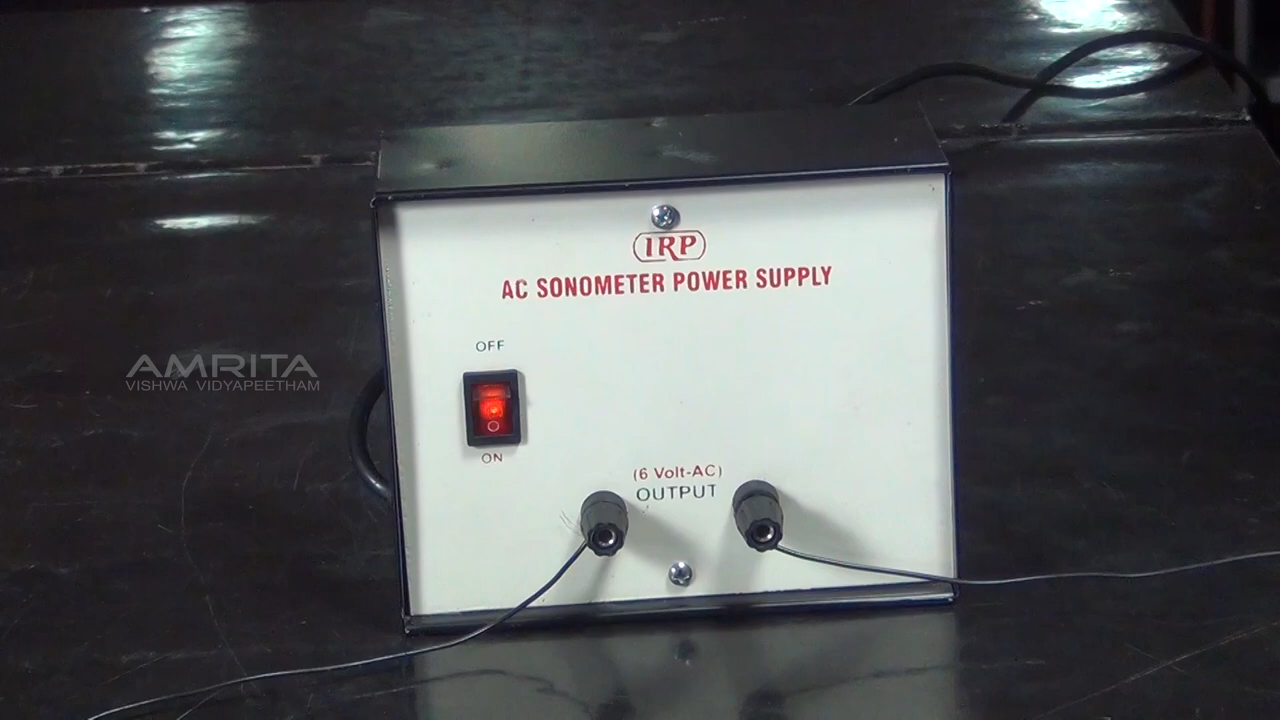 IRP
AC SONOMETER POWER SUPPLY
OFF
AMRITA
VISHWA VIDYAPEETHAM
ON
(6 Volt-AC)
OUTPUT